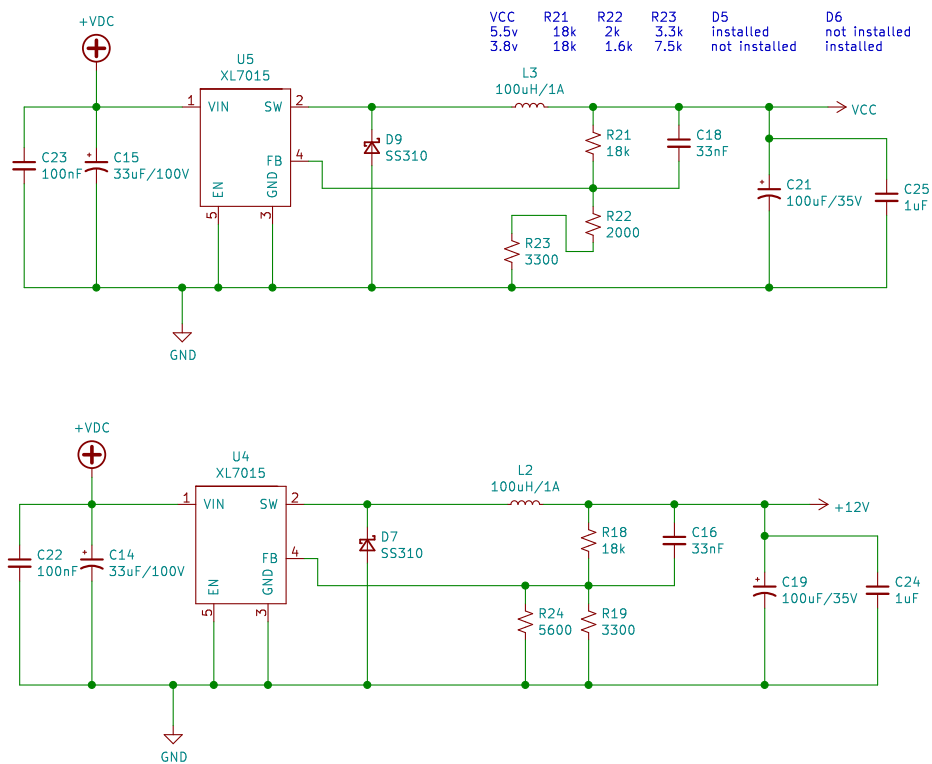 +VDC
VCC R21 R22 R23 D5 D6
5.5v 18k 2k 3.3k installed not installed
3.8v 18k 1.6k 7.5k not installed installed
U5
XL7015
L3
100uH/1A
1 VIN SW 2
VCC
C23
100nF
C15
33uF/100V
FB 4
D9
SS310
R21
18k
C18
33nF
EN
GND
5
3
C21
100uF/35V
C25
1uF
R22
2000
R23
3300
GND
+VDC
U4
XL7015
L2
100uH/1A
1 VIN SW 2
+12V
C22
100nF
C14
33uF/100V
FB 4
D7
SS310
R18
18k
C16
33nF
EN
GND
5
3
C19
100uF/35V
C24
1uF
R24
5600
R19
3300
GND